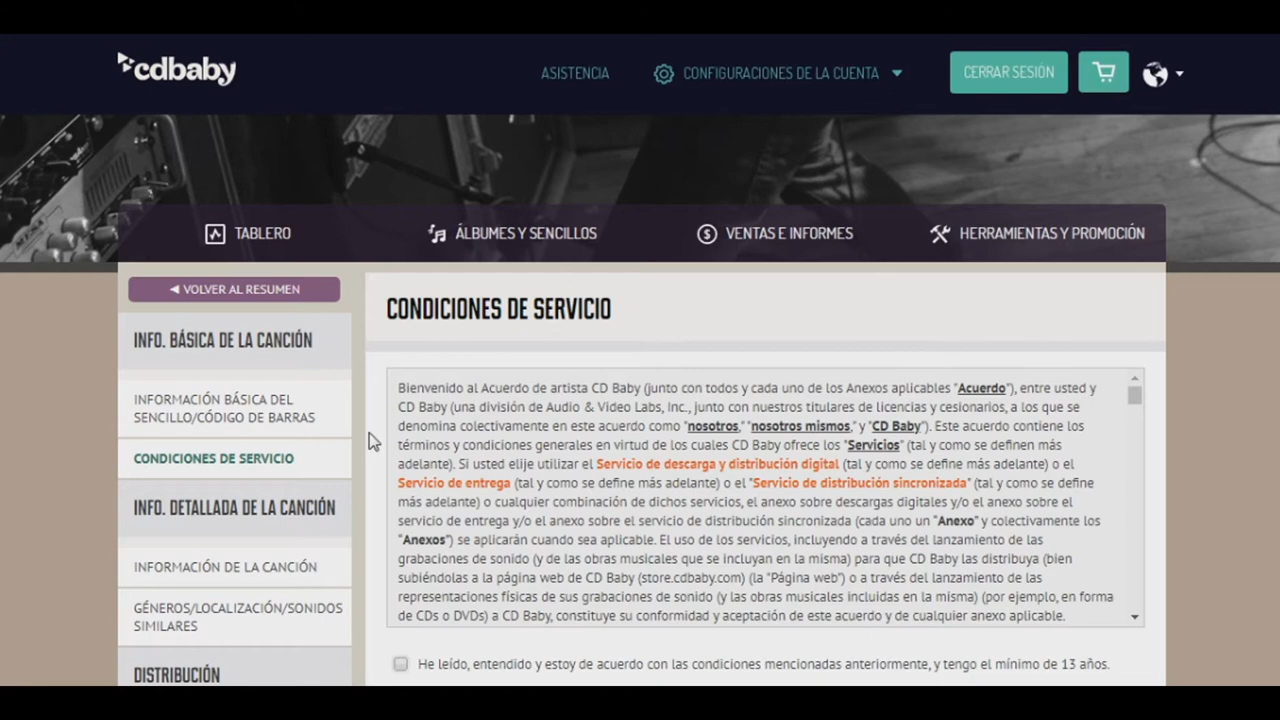 cdbaby
ASISTENCIA
CONFIGURACIONES DE LA CUENTA
CERRAR SESIÓN
TABLERO
ÁLBUMES Y SENCILLOS
VENTAS E INFORMES
HERRAMIENTAS Y PROMOCIÓN
VOLVER AL RESUMEN
INFO. BÁSICA DE LA CANCIÓN
INFORMACIÓN BÁSICA DEL
SENCILLO/CÓDIGO DE BARRAS
CONDICIONES DE SERVICIO
INFO. DETALLADA DE LA CANCIÓN
INFORMACIÓN DE LA CANCIÓN
GÉNEROS/LOCALIZACIÓN/SONIDOS
SIMILARES
DISTRIBUCIÓN
CONDICIONES DE SERVICIO
Bienvenido al Acuerdo de artista CD Baby (junto con todos y cada uno de los Anexos aplicables "Acuerdo"), entre usted y
CD Baby (una división de Audio & Video Labs, Inc., junto con nuestros titulares de licencias y cesionarios, a los que se
denomina colectivamente en este acuerdo como "nosotros," "nosotros mismos," y "CD Baby"). Este acuerdo contiene los
términos y condiciones generales en virtud de los cuales CD Baby ofrece los "Servicios" (tal y como se definen más
adelante). Si usted elije utilizar el Servicio de descarga y distribución digital (tal y como se define más adelante) o el
Servicio de entrega (tal y como se define más adelante) o el "Servicio de distribución sincronizada" (tal y como se define
más adelante) o cualquier combinación de dichos servicios, el anexo sobre descargas digitales y/o el anexo sobre el
servicio de entrega y/o el anexo sobre el servicio de distribución sincronizada (cada uno un "Anexo" y colectivamente los
"Anexos") se aplicarán cuando sea aplicable. El uso de los servicios, incluyendo a través del lanzamiento de las
grabaciones de sonido (y de las obras musicales que se incluyan en la misma) para que CD Baby las distribuya (bien
subiéndolas a la página web de CD Baby (store.cdbaby.com) (la "Página web") o a través del lanzamiento de las
representaciones físicas de sus grabaciones de sonido (y las obras musicales incluidas en la misma) (por ejemplo, en forma
de CDs o DVDs) a CD Baby, constituye su conformidad y aceptación de este acuerdo y de cualquier anexo aplicable.
He leído, entendido y estoy de acuerdo con las condiciones mencionadas anteriormente, y tengo el mínimo de 13 años.